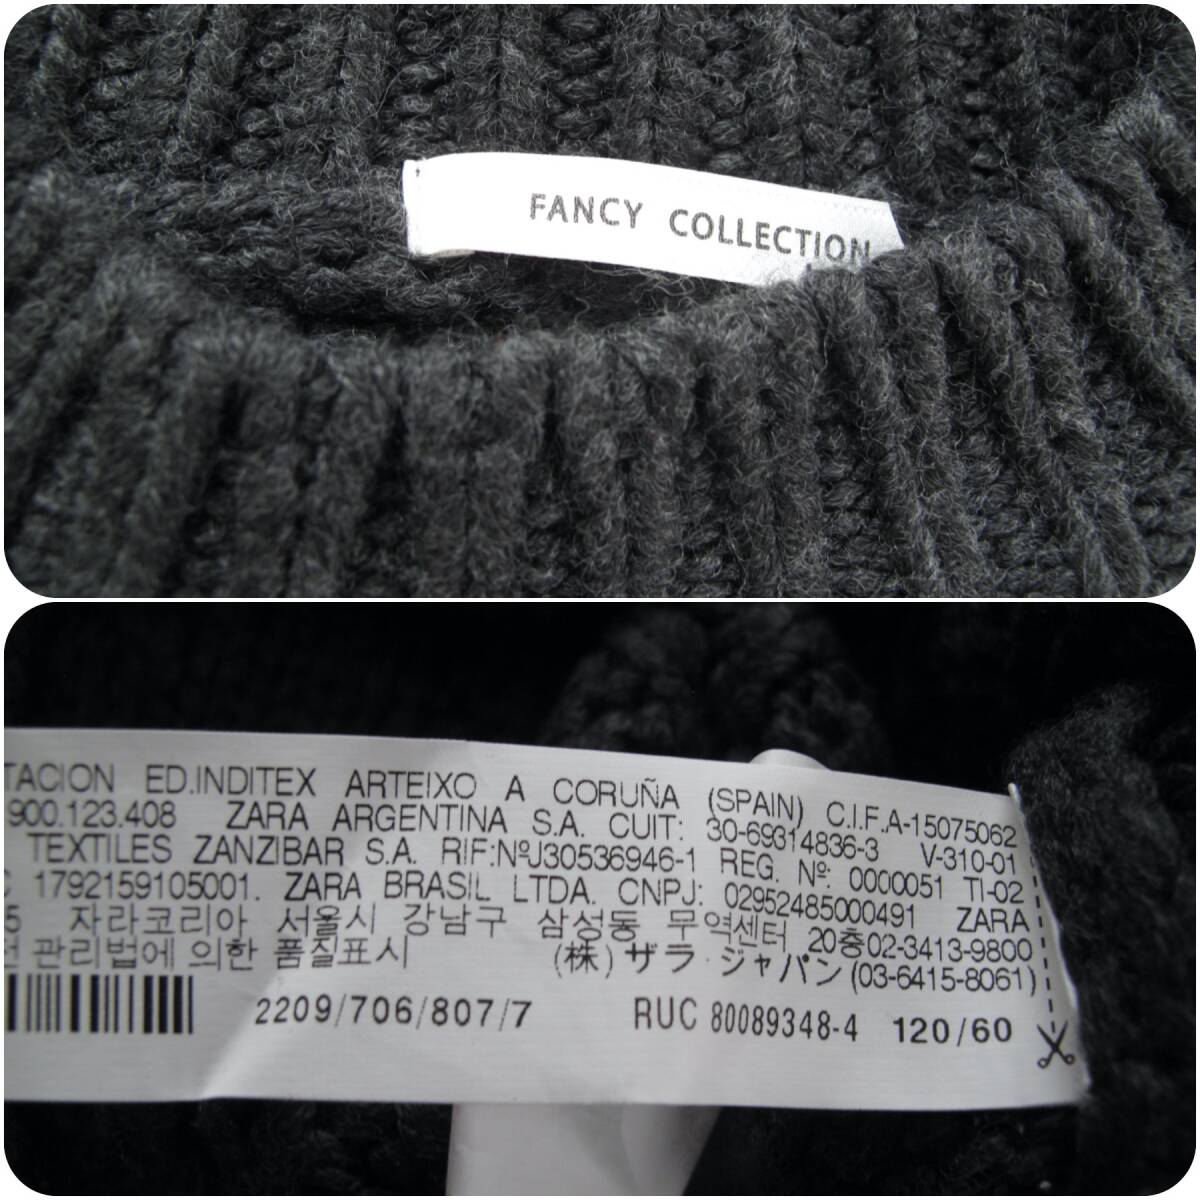 FANCY COLLECTION
TACION ED.INDITEX ARTEIXO A CORUÑA (SPAIN) C.I.F.A-15075062
900.123.408 ZARA ARGENTINA S.A. CUIT: 30-69314836-3 V-310-01
TEXTILES ZANZIBAR S.A. RIF:NºJ30536946-1 REG. Nº: 0000051 TI-02
C 1792159105001. ZARA BRASIL LTDA. CNPJ: 02952485000491 ZARA
5 자라코리아 서울시 강남구 삼성동 무역센터 20층02-3413-9800
관리법에 의한 품질표시 (株) ザラ・ジャパン (03-6415-8061)
2209/706/807/7 RUC 80089348-4 120/60